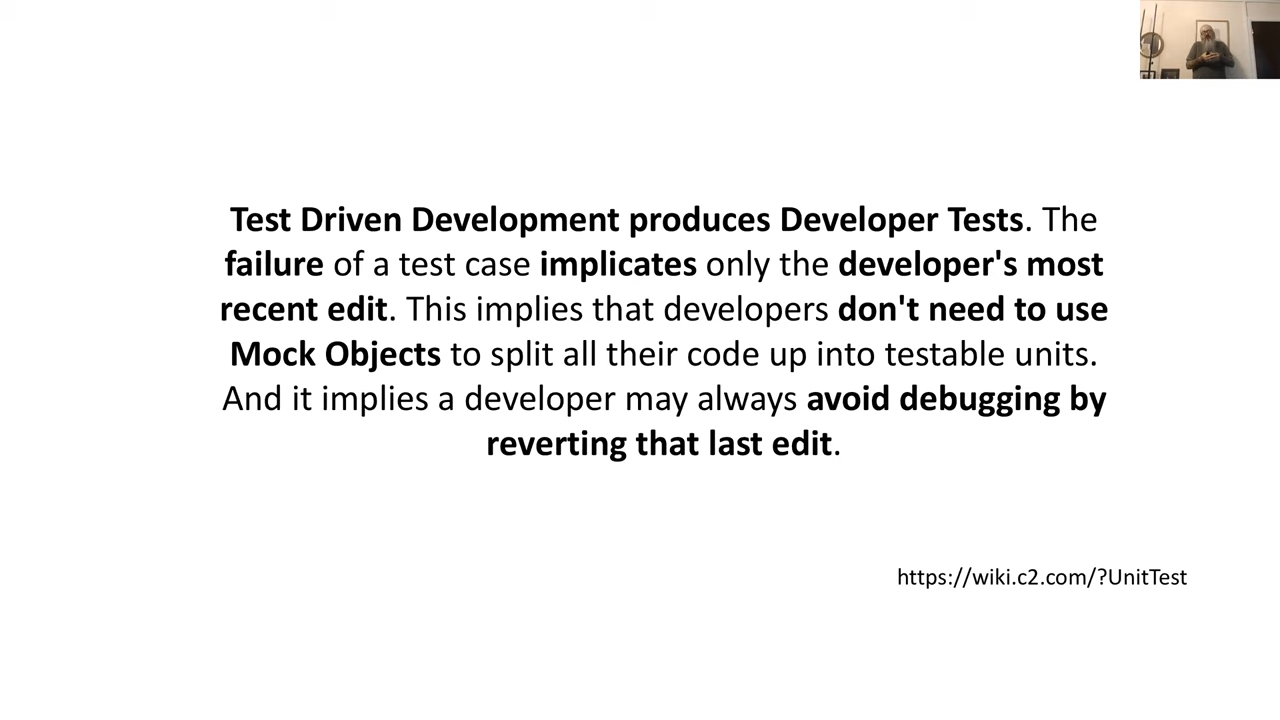 Test Driven Development produces Developer Tests. The
failure of a test case implicates only the developer's most
recent edit. This implies that developers don't need to use
Mock Objects to split all their code up into testable units.
And it implies a developer may always avoid debugging by
reverting that last edit.
https://wiki.c2.com/?UnitTest